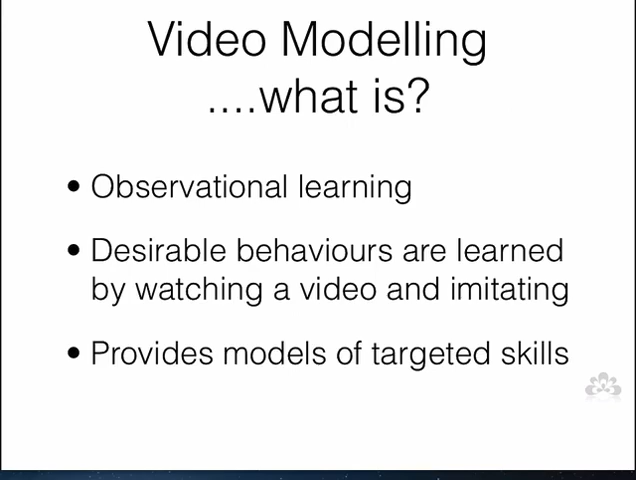 Video Modelling
....what is?
• Observational learning
• Desirable behaviours are learned
by watching a video and imitating
• Provides models of targeted skills